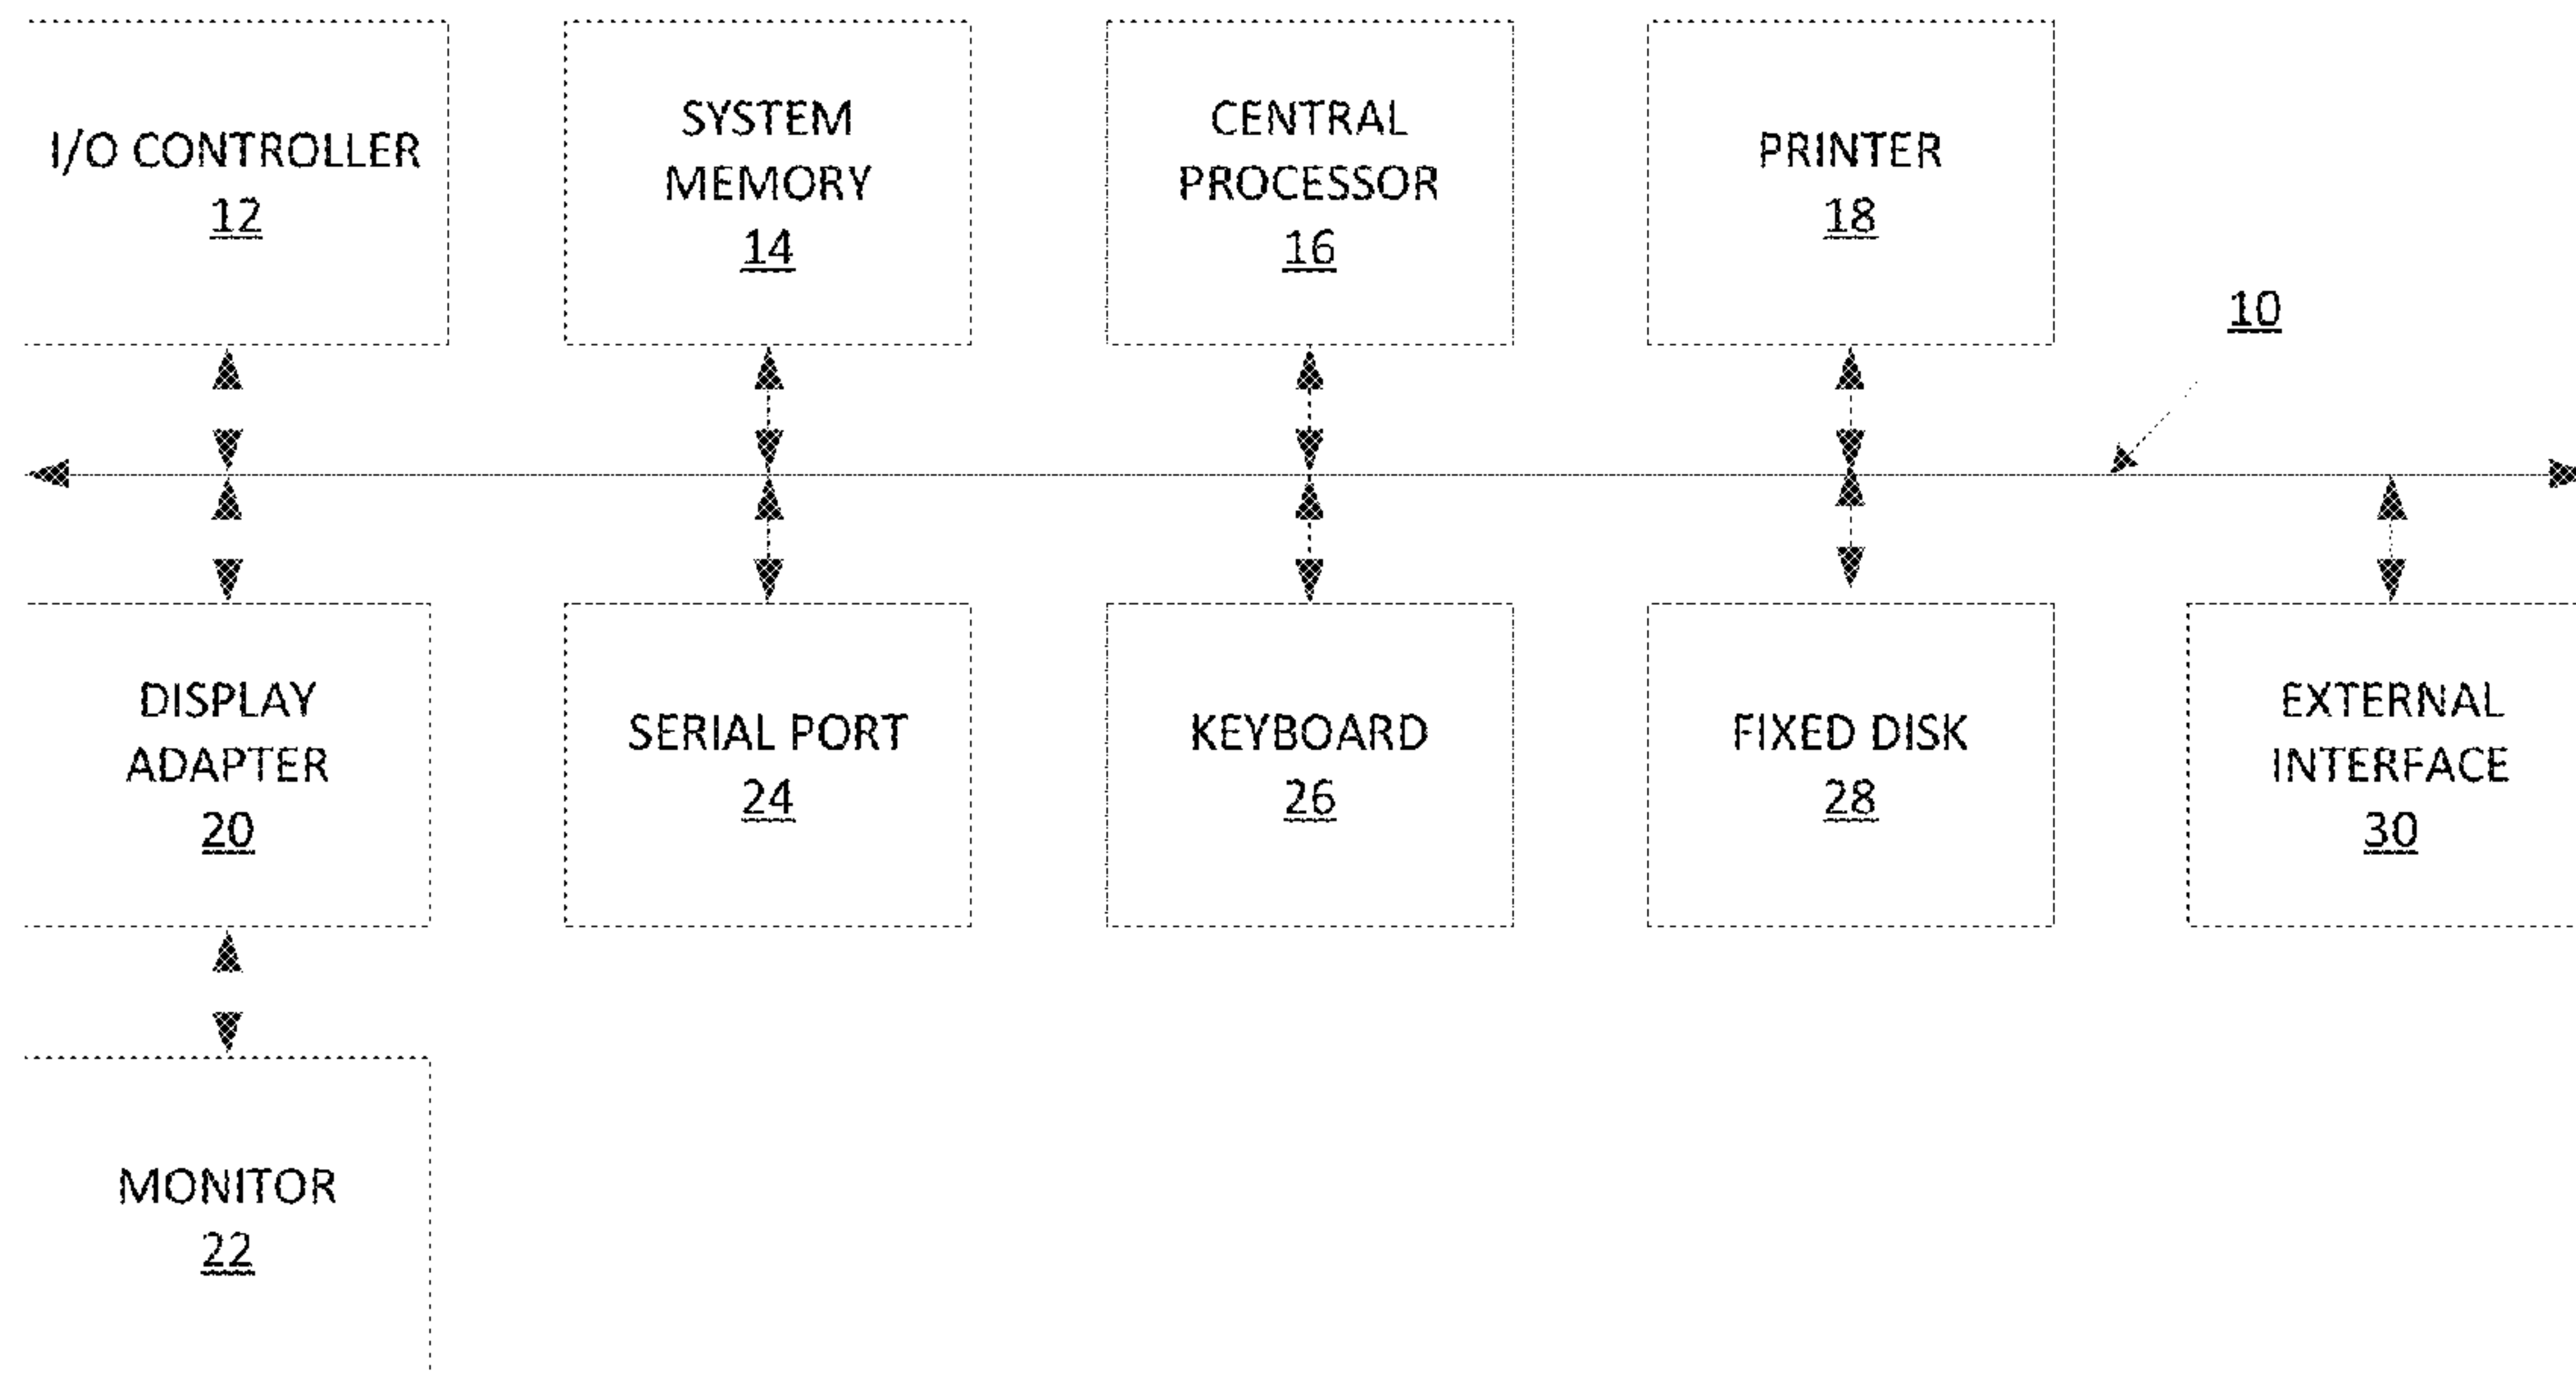 I/O CONTROLLER
12
SYSTEM
MEMORY
14
CENTRAL
PROCESSOR
16
PRINTER
18
10
DISPLAY
ADAPTER
20
SERIAL PORT
24
KEYBOARD
26
FIXED DISK
28
EXTERNAL
INTERFACE
30
MONITOR
22